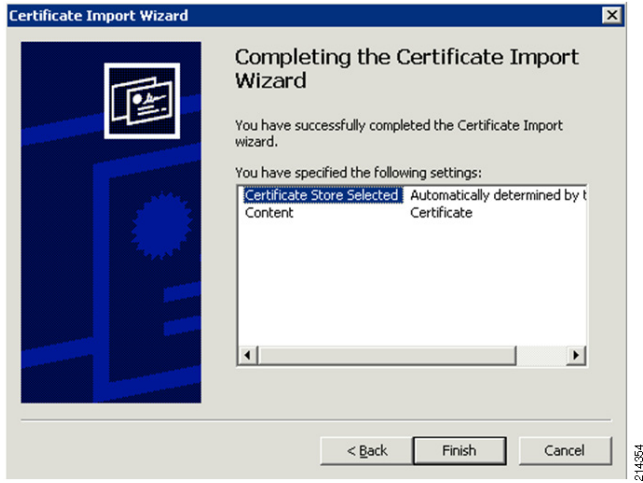 Certificate Import Wizard
Completing the Certificate Import
Wizard
You have successfully completed the Certificate Import
wizard.
You have specified the following settings:
Certificate Store Selected Automatically determined by t
Content Certificate
< Back Finish Cancel
214354